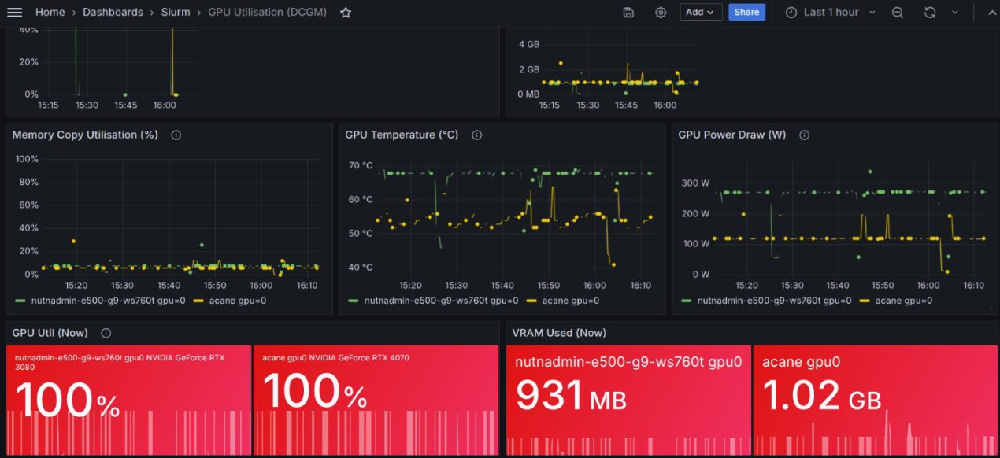 Home › Dashboards › Slurm › GPU Utilisation (DCGM)
Add
Share
Last 1 hour
40%
20%
0%
15:15 15:30 15:45 16:00
4 GB
2 GB
0 MB
15:15 15:30 15:45 16:00
Memory Copy Utilisation (%)
100%
80%
60%
40%
20%
0%
15:20 15:30 15:40 15:50 16:00 16:10
nutnadmin-e500-g9-ws760t gpu=0 acane gpu=0
GPU Temperature (°C)
70 °C
60 °C
50 °C
40 °C
15:20 15:30 15:40 15:50 16:00 16:10
nutnadmin-e500-g9-ws760t gpu=0 acane gpu=0
GPU Power Draw (W)
300 W
200 W
100 W
0 W
15:20 15:30 15:40 15:50 16:00 16:10
nutnadmin-e500-g9-ws760t gpu=0 acane gpu=0
GPU Util (Now)
nutnadmin-e500-g9-ws760t gpu0 NVIDIA GeForce RTX
3080
100%
acane gpu0 NVIDIA GeForce RTX 4070
100%
VRAM Used (Now)
nutnadmin-e500-g9-ws760t gpu0
931 MB
acane gpu0
1.02 GB